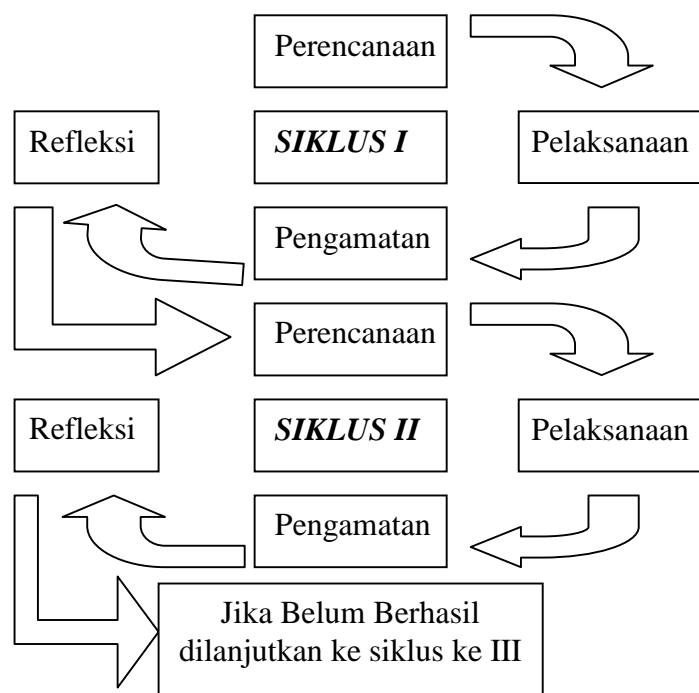 Perencanaan
Refleksi
SIKLUS I
Pelaksanaan
Pengamatan
Perencanaan
Refleksi
SIKLUS II
Pelaksanaan
Pengamatan
Jika Belum Berhasil
dilanjutkan ke siklus ke III